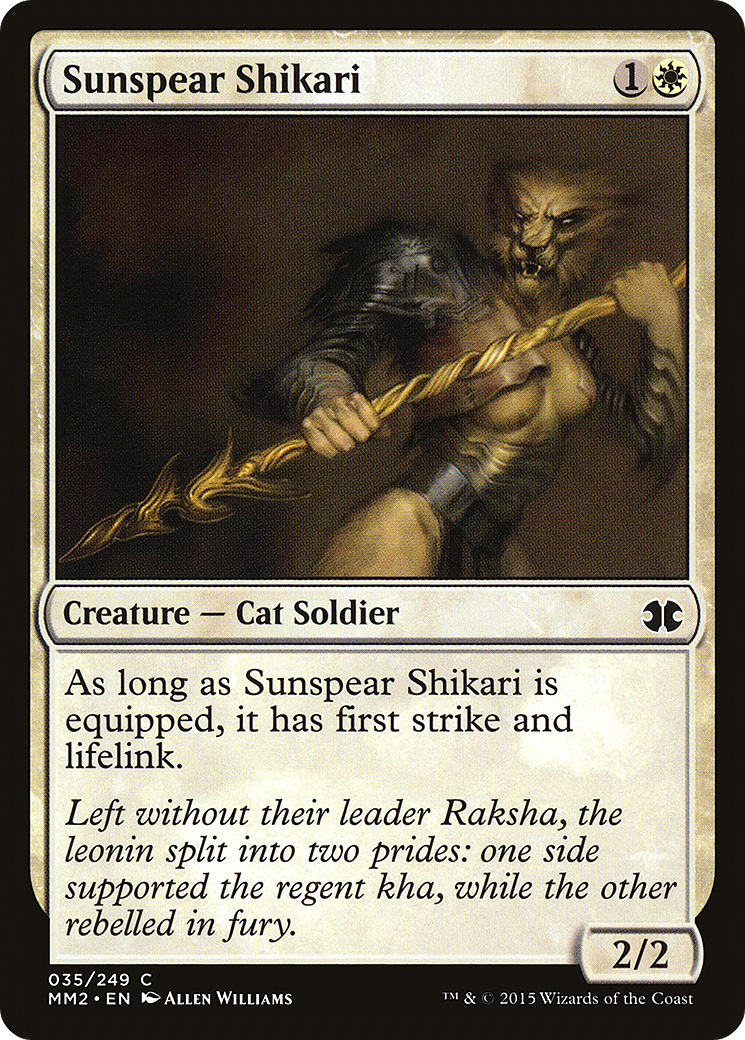 Sunspear Shikari 1
Creature — Cat Soldier
As long as Sunspear Shikari is
equipped, it has first strike and
lifelink.
Left without their leader Raksha, the
leonin split into two prides: one side
supported the regent kha, while the other
rebelled in fury.
2/2
035/249 C
MM2 • EN Allen Williams
™ & © 2015 Wizards of the Coast